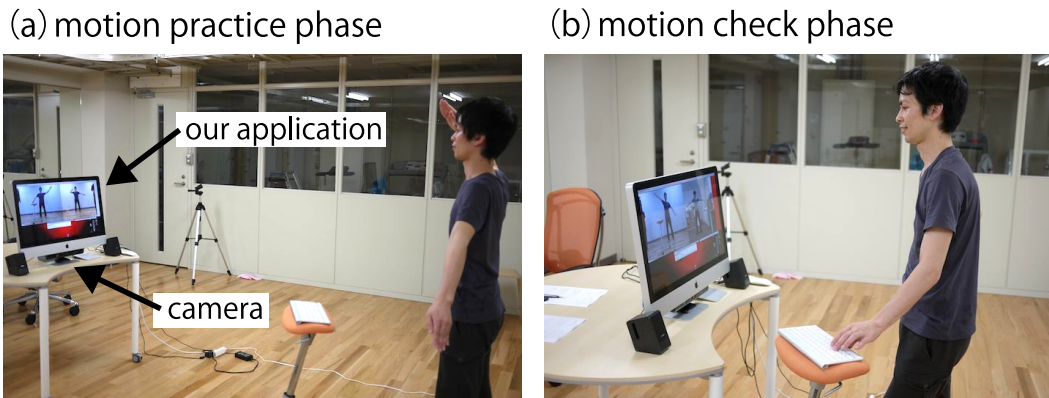 (a) motion practice phase
(b) motion check phase
our application
camera